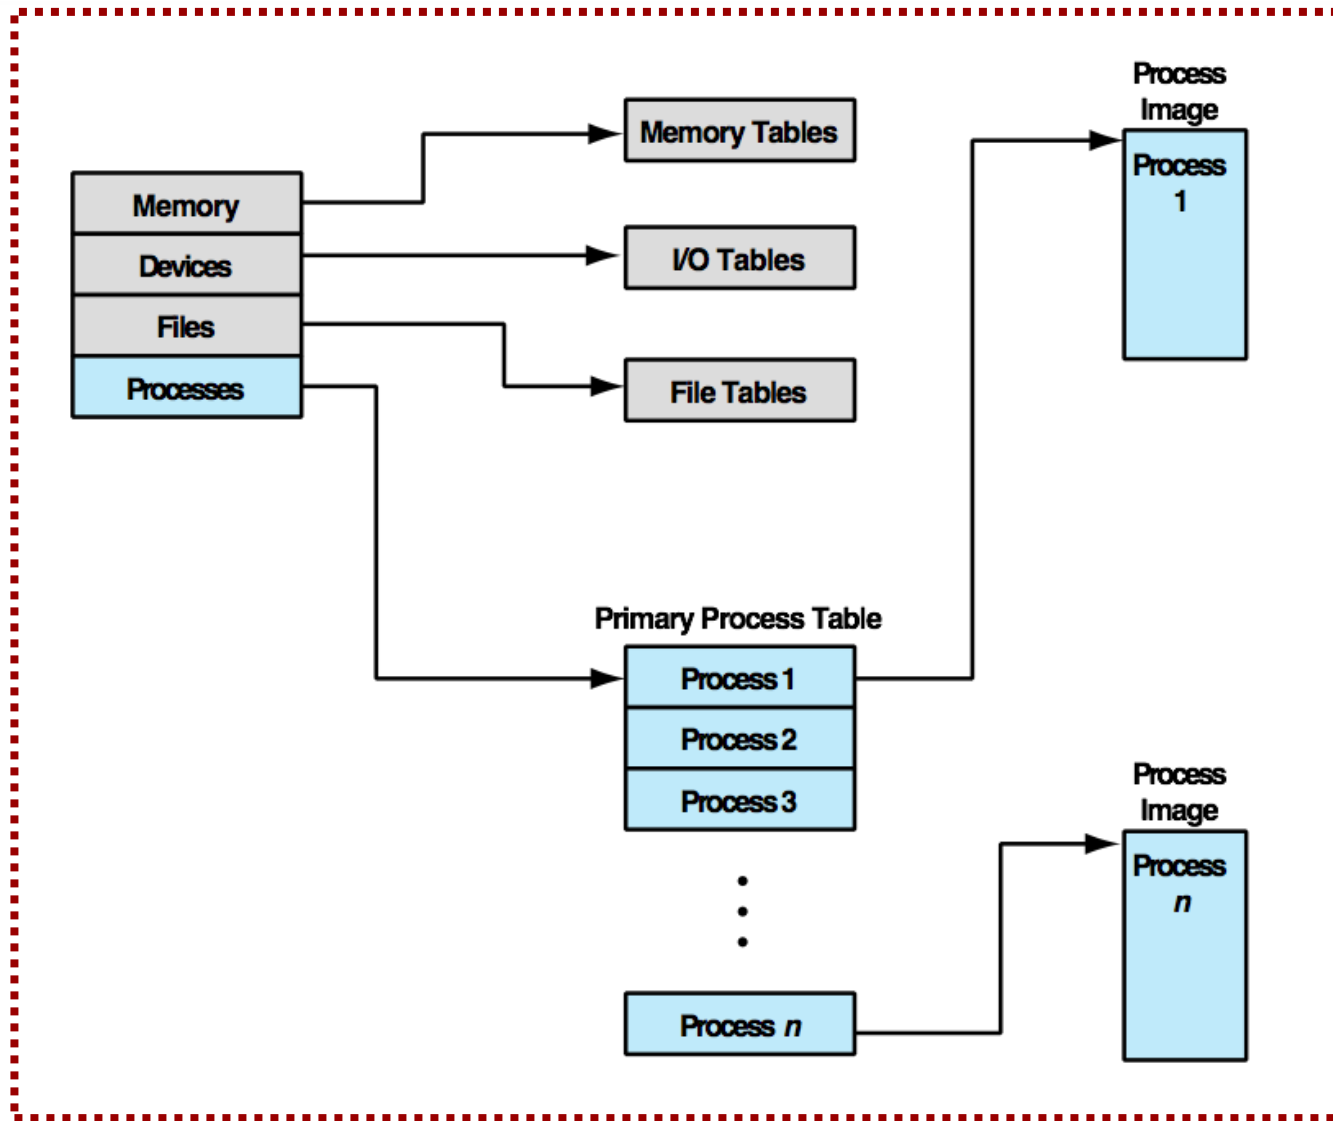 Memory
Devices
Files
Processes
Memory Tables
I/O Tables
File Tables
Primary Process Table
Process 1
Process 2
Process 3
Process n
Process
Image
Process
1
Process
Image
Process
n